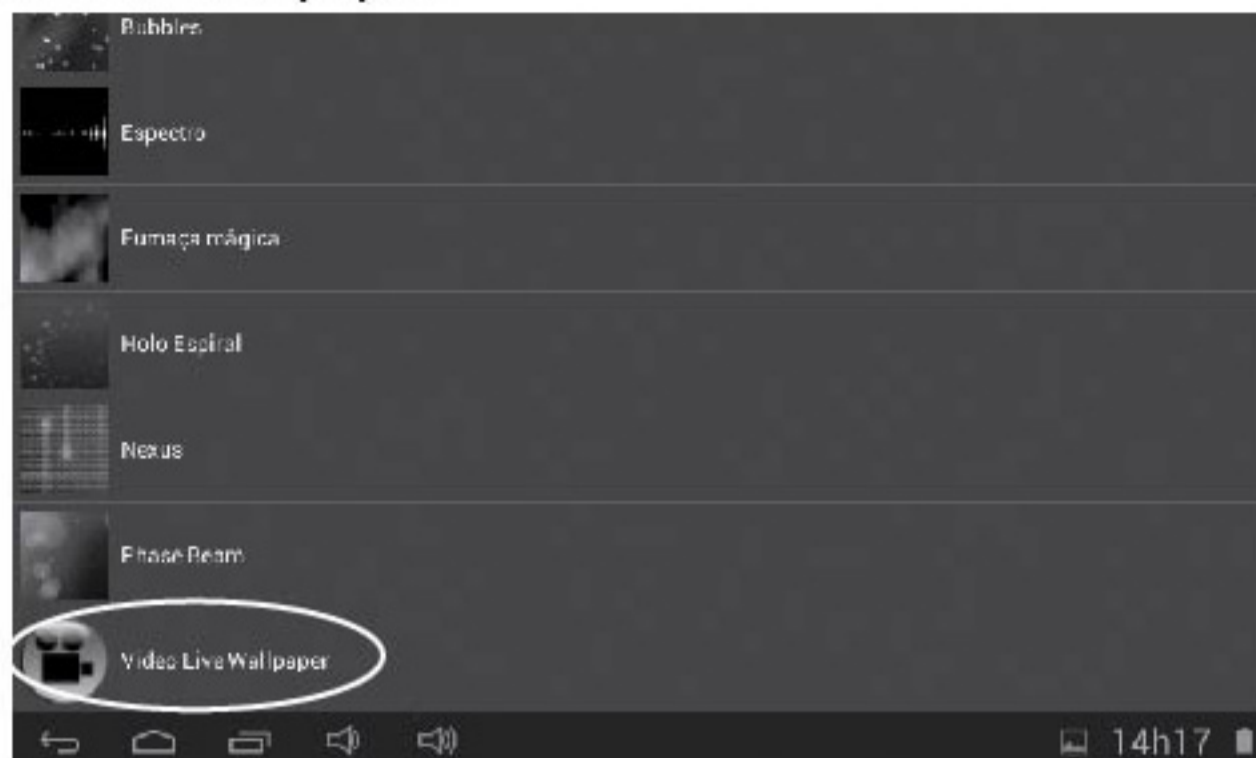 Bubbles
Espectro
Fumaça mágica
Holo Espiral
Nexus
Phase Beam
Video Live Wallpaper
14h17